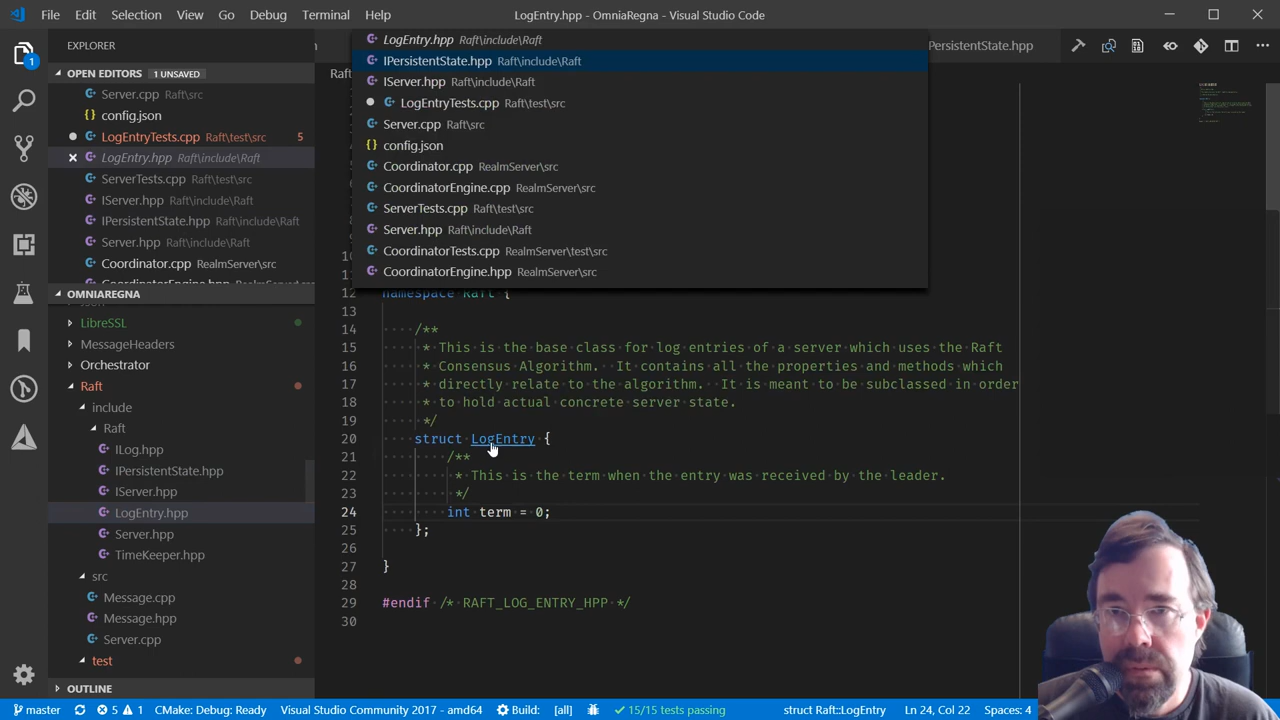 File Edit Selection View Go Debug Terminal Help LogEntry.hpp - OmniaRegna - Visual Studio Code
EXPLORER
OPEN EDITORS 1 UNSAVED
Server.cpp Raft\src
config.json
LogEntryTests.cpp Raft\test\src 5
LogEntry.hpp Raft\include\Raft
ServerTests.cpp Raft\test\src
IServer.hpp Raft\include\Raft
IPersistentState.hpp Raft\include\Raft
Server.hpp Raft\include\Raft
Coordinator.cpp RealmServer\src
CoordinatorEngine.hpp RealmServer\src
OMNIAREGNA
LibreSSL
MessageHeaders
Orchestrator
Raft
include
Raft
ILog.hpp
IPersistentState.hpp
IServer.hpp
LogEntry.hpp
Server.hpp
TimeKeeper.hpp
src
Message.cpp
Message.hpp
Server.cpp
test
OUTLINE
LogEntry.hpp Raft\include\Raft
IPersistentState.hpp Raft\include\Raft
IServer.hpp Raft\include\Raft
LogEntryTests.cpp Raft\test\src
Server.cpp Raft\src
config.json
Coordinator.cpp RealmServer\src
CoordinatorEngine.cpp RealmServer\src
ServerTests.cpp Raft\test\src
Server.hpp Raft\include\Raft
CoordinatorTests.cpp RealmServer\test\src
CoordinatorEngine.hpp RealmServer\src
12 namespace Raft {
13
14 /**
15 * This is the base class for log entries of a server which uses the Raft
16 * Consensus Algorithm. It contains all the properties and methods which
17 * directly relate to the algorithm. It is meant to be subclassed in order
18 * to hold actual concrete server state.
19 */
20 struct LogEntry {
21 /**
22 * This is the term when the entry was received by the leader.
23 */
24 int term = 0;
25 };
26
27 }
28
29 #endif /* RAFT_LOG_ENTRY_HPP */
30
master 5 1 CMake: Debug: Ready Visual Studio Community 2017 - amd64 Build: [all] 15/15 tests passing struct Raft::LogEntry Ln 24, Col 22 Spaces: 4